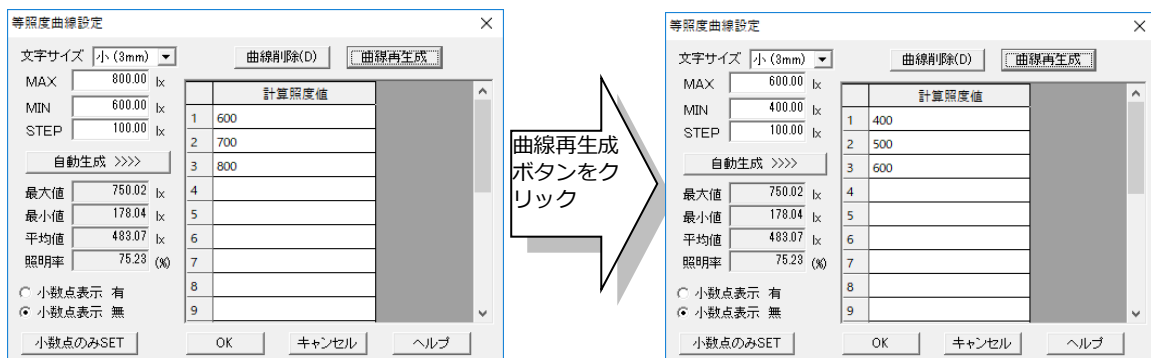 等照度曲線設定
文字サイズ 小 (3mm) 曲線削除(D) 曲線再生成
MAX 800.00 lx
MIN 600.00 lx
STEP 100.00 lx
自動生成 >>>>
最大値 750.02 lx
最小値 178.04 lx
平均値 483.07 lx
照明率 75.23 (%)
小数点表示 有
小数点表示 無
計算照度値
1 600
2 700
3 800
4
5
6
7
8
9
小数点のみSET OK キャンセル ヘルプ
曲線再生成
ボタンをク
リック
等照度曲線設定
文字サイズ 小 (3mm) 曲線削除(D) 曲線再生成
MAX 600.00 lx
MIN 400.00 lx
STEP 100.00 lx
自動生成 >>>>
最大値 750.02 lx
最小値 178.04 lx
平均値 483.07 lx
照明率 75.23 (%)
小数点表示 有
小数点表示 無
計算照度値
1 400
2 500
3 600
4
5
6
7
8
9
小数点のみSET OK キャンセル ヘルプ